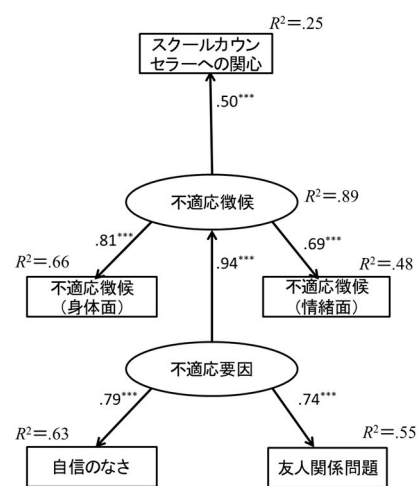 R²=.25
スクールカウン
セラーへの関心
.50***
不適応徴候
R²=.89
.81***
.69***
R²=.66
R²=.48
不適応徴候
（身体面）
.94***
不適応徴候
（情緒面）
不適応要因
.79***
.74***
R²=.63
R²=.55
自信のなさ
友人関係問題